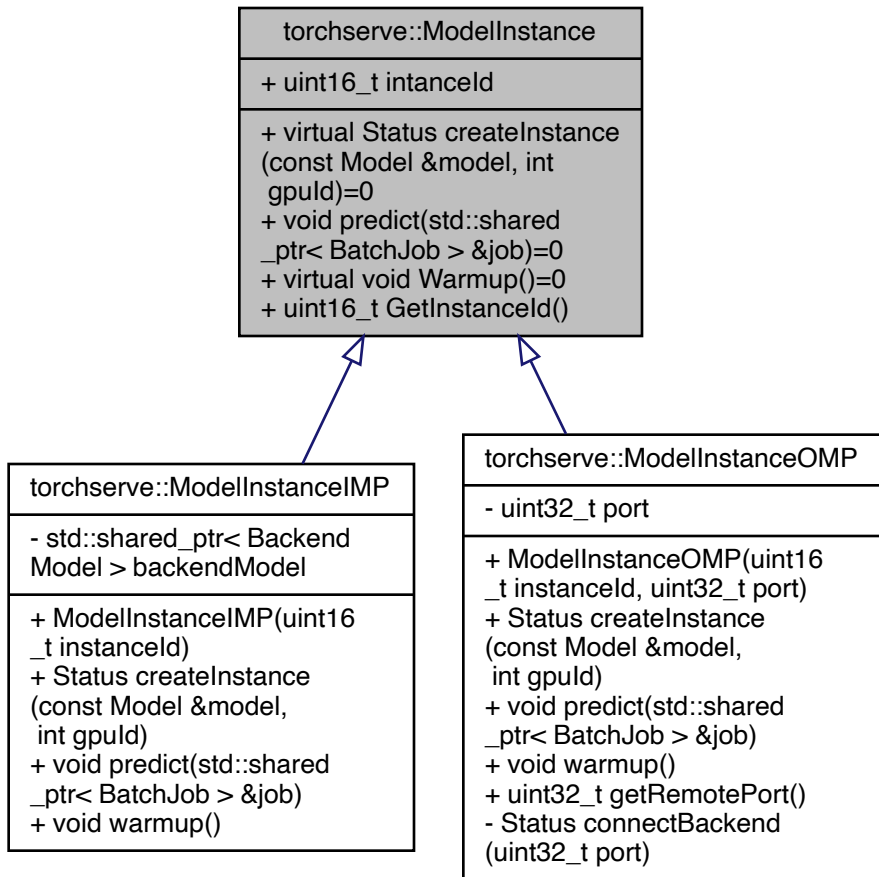 torchserve::ModelInstance
+ uint16_t intanceId
+ virtual Status createInstance
(const Model &model, int
gpuId)=0
+ void predict(std::shared
_ptr< BatchJob > &job)=0
+ virtual void Warmup()=0
+ uint16_t GetInstanceId()
torchserve::ModelInstanceIMP
- std::shared_ptr< Backend
Model > backendModel
+ ModelInstanceIMP(uint16
_t instanceId)
+ Status createInstance
(const Model &model,
int gpuId)
+ void predict(std::shared
_ptr< BatchJob > &job)
+ void warmup()
torchserve::ModelInstanceOMP
- uint32_t port
+ ModelInstanceOMP(uint16
_t instanceId, uint32_t port)
+ Status createInstance
(const Model &model,
int gpuId)
+ void predict(std::shared
_ptr< BatchJob > &job)
+ void warmup()
+ uint32_t getRemotePort()
- Status connectBackend
(uint32_t port)